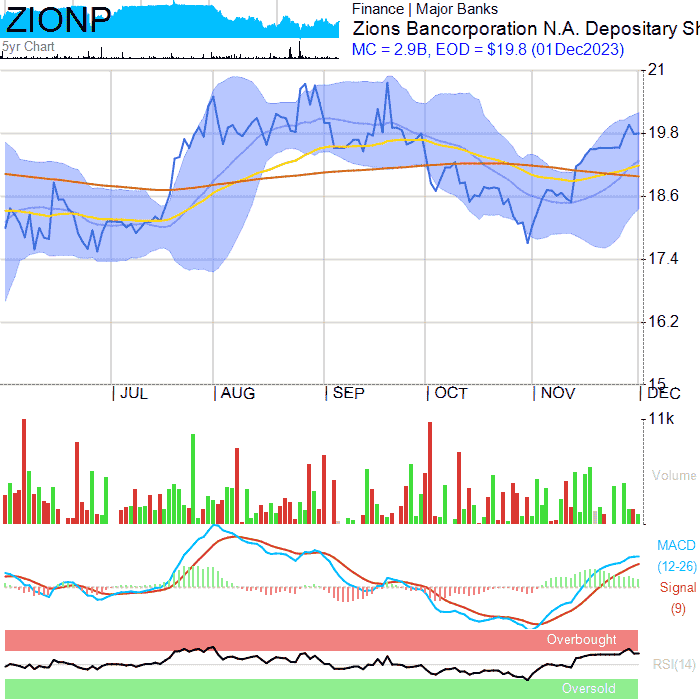 ZIONP
5yr Chart
Finance | Major Banks
Zions Bancorporation N.A. Depositary Sh
MC = 2.9B, EOD = $19.8 (01Dec2023)
21
19.8
18.6
17.4
16.2
15
| JUL | AUG | SEP | OCT | NOV | DEC
11k
Volume
MACD
(12-26)
Signal
(9)
Overbought
RSI(14)
Oversold